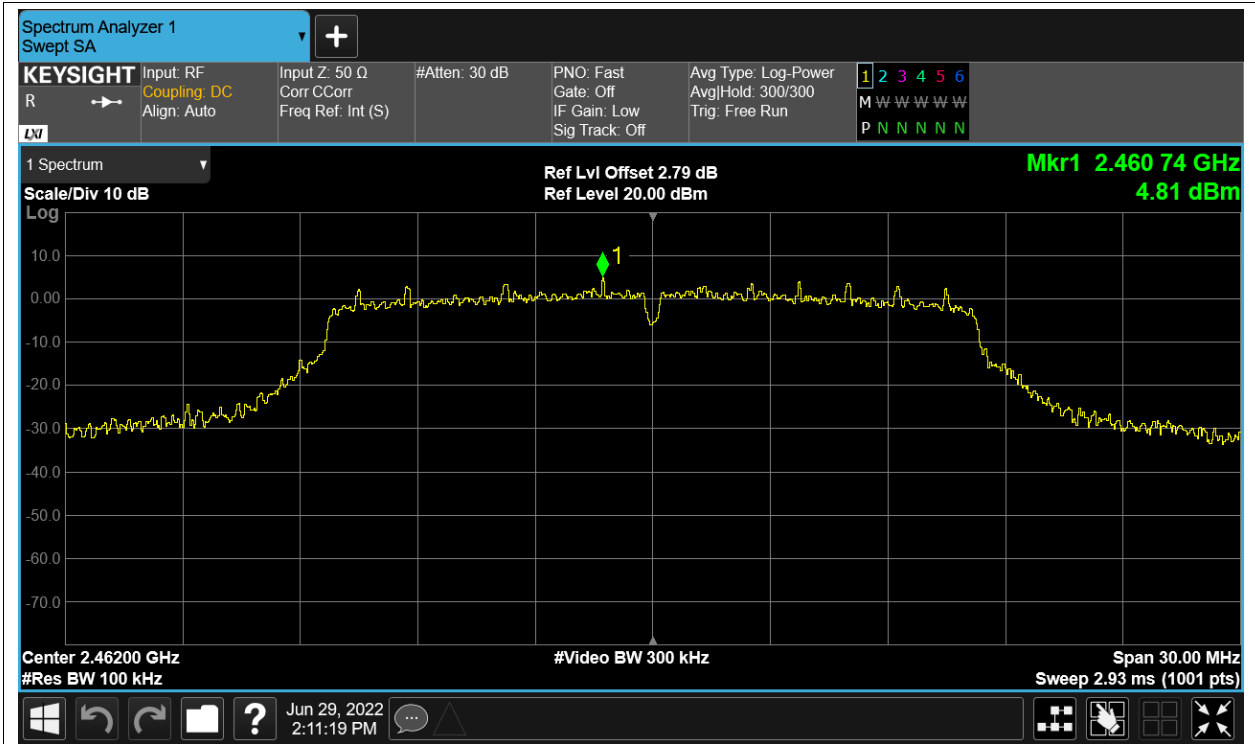 Spectrum Analyzer 1
Swept SA
+
KEYSIGHT
R
LXI
Input: RF
Coupling: DC
Align: Auto
Input Z: 50 Ω
Corr CCorr
Freq Ref: Int (S)
#Atten: 30 dB
PNO: Fast
Gate: Off
IF Gain: Low
Sig Track: Off
Avg Type: Log-Power
Avg|Hold: 300/300
Trig: Free Run
1 2 3 4 5 6
M W W W W W
P N N N N N
1 Spectrum
Scale/Div 10 dB
Log
Ref Lvl Offset 2.79 dB
Ref Level 20.00 dBm
Mkr1 2.460 74 GHz
4.81 dBm
1
10.0
0.00
-10.0
-20.0
-30.0
-40.0
-50.0
-60.0
-70.0
Center 2.46200 GHz
#Res BW 100 kHz
#Video BW 300 kHz
Span 30.00 MHz
Sweep 2.93 ms (1001 pts)
?
Jun 29, 2022
2:11:19 PM